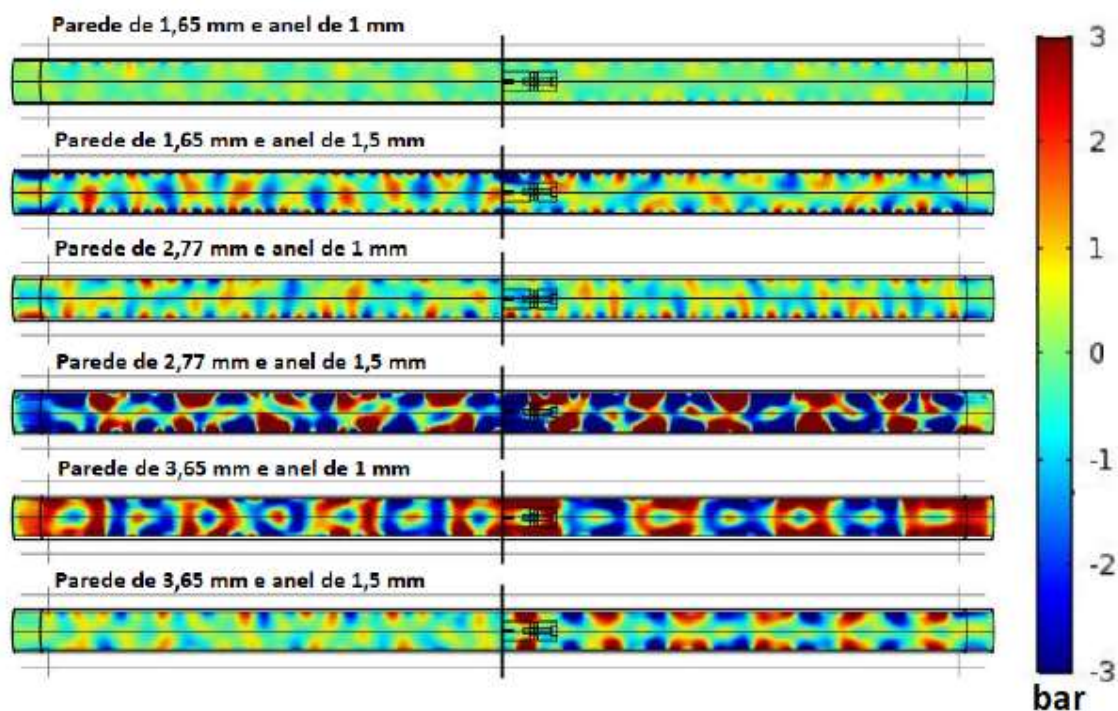 Parede de 1,65 mm e anel de 1 mm
Parede de 1,65 mm e anel de 1,5 mm
Parede de 2,77 mm e anel de 1 mm
Parede de 2,77 mm e anel de 1,5 mm
Parede de 3,65 mm e anel de 1 mm
Parede de 3,65 mm e anel de 1,5 mm
3
2
1
0
-1
-2
-3
bar